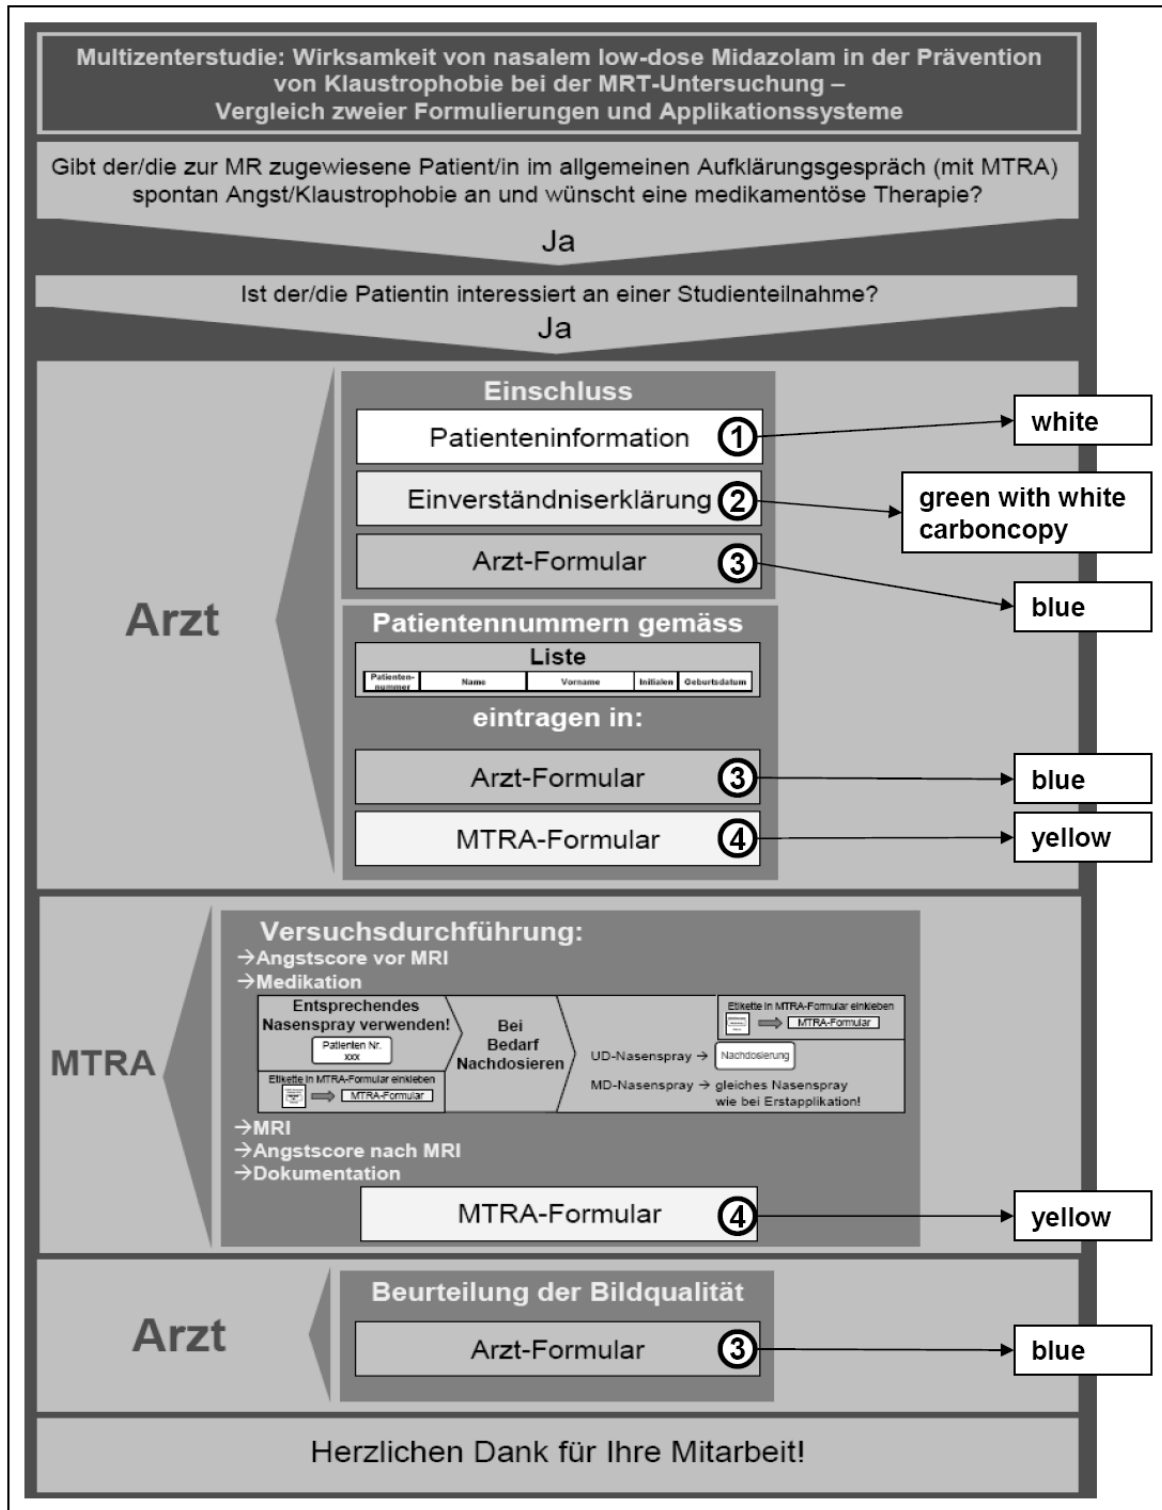 Multizenterstudie: Wirksamkeit von nasalem low-dose Midazolam in der Prävention
von Klaustrophobie bei der MRT-Untersuchung –
Vergleich zweier Formulierungen und Applikationssysteme
Gibt der/die zur MR zugewiesene Patient/in im allgemeinen Aufklärungsgespräch (mit MTRA)
spontan Angst/Klaustrophobie an und wünscht eine medikamentöse Therapie?
Ja
Ist der/die Patientin interessiert an einer Studienteilnahme?
Ja
Arzt
Einschluss
Patienteninformation 1
white
Einverständniserklärung 2
green with white
carboncopy
Arzt-Formular 3
blue
Patientennummern gemäss
Liste
Patienten-
nummer
Name
Vorname
Initialen
Geburtsdatum
eintragen in:
Arzt-Formular 3
blue
MTRA-Formular 4
yellow
MTRA
Versuchsdurchführung:
→Angstscore vor MRI
→Medikation
Entsprechendes
Nasenspray verwenden!
Patienten Nr.
xxx
Etikette in MTRA-Formular einkleben
MTRA-Formular
Bei
Bedarf
Nachdosieren
Etikette in MTRA-Formular einkleben
MTRA-Formular
UD-Nasenspray → Nachdosierung
MD-Nasenspray → gleiches Nasenspray
wie bei Erstapplikation!
→MRI
→Angstscore nach MRI
→Dokumentation
MTRA-Formular 4
yellow
Arzt
Beurteilung der Bildqualität
Arzt-Formular 3
blue
Herzlichen Dank für Ihre Mitarbeit!